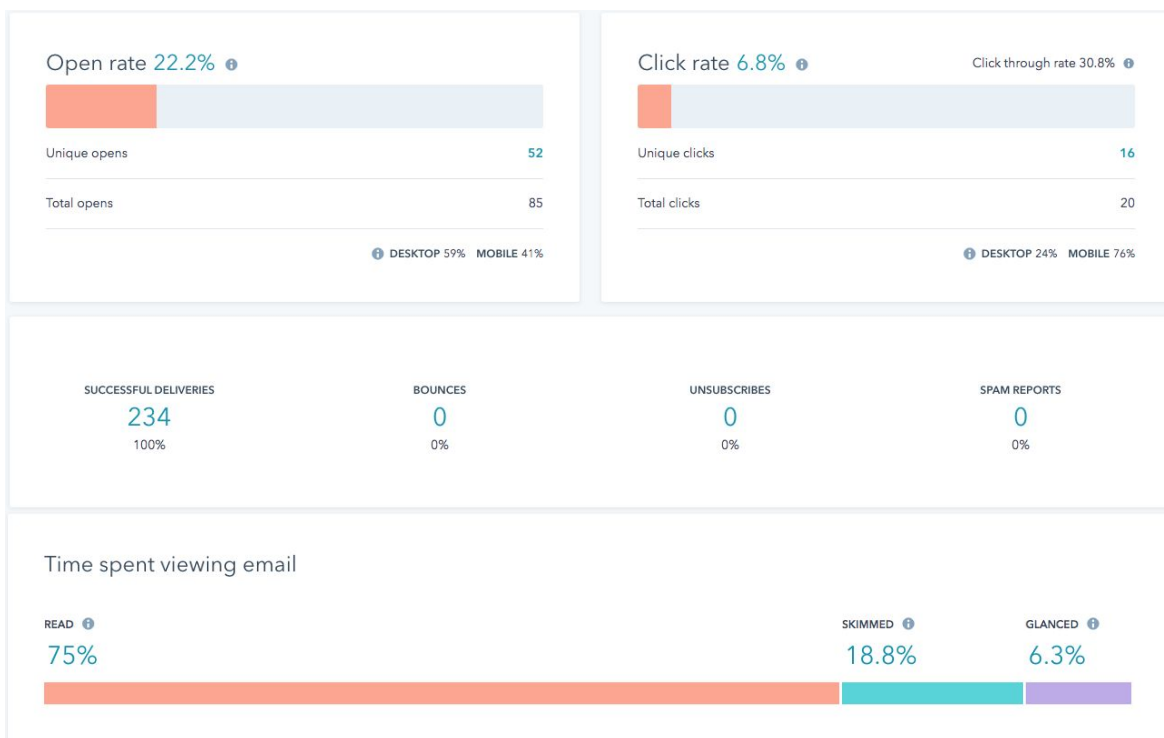 Open rate 22.2%
Unique opens 52
Total opens 85
DESKTOP 59% MOBILE 41%
Click rate 6.8% Click through rate 30.8%
Unique clicks 16
Total clicks 20
DESKTOP 24% MOBILE 76%
SUCCESSFUL DELIVERIES BOUNCES UNSUBSCRIBES SPAM REPORTS
234 0 0 0
100% 0% 0% 0%
Time spent viewing email
READ SKIMMED GLANCED
75% 18.8% 6.3%